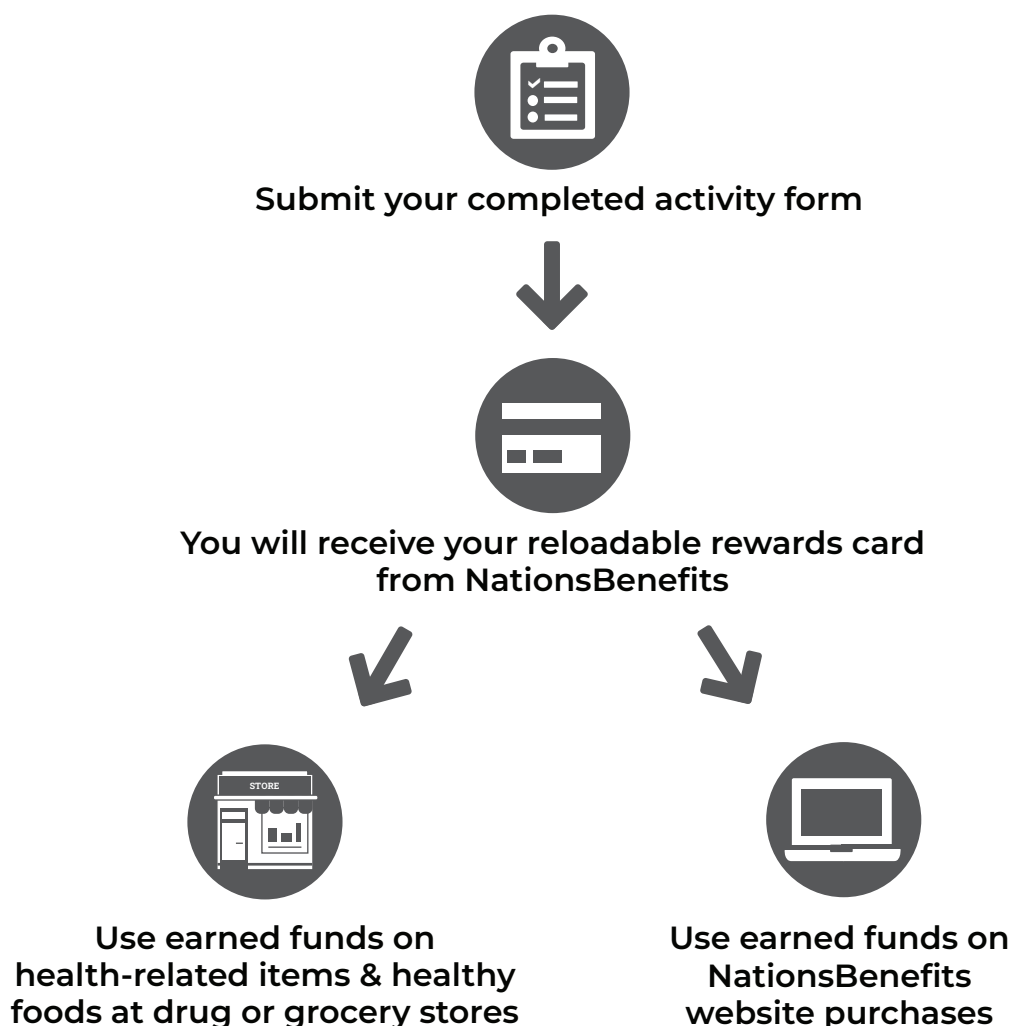 Submit your completed activity form
You will receive your reloadable rewards card
from NationsBenefits
STORE
Use earned funds on
health-related items & healthy
foods at drug or grocery stores
Use earned funds on
NationsBenefits
website purchases